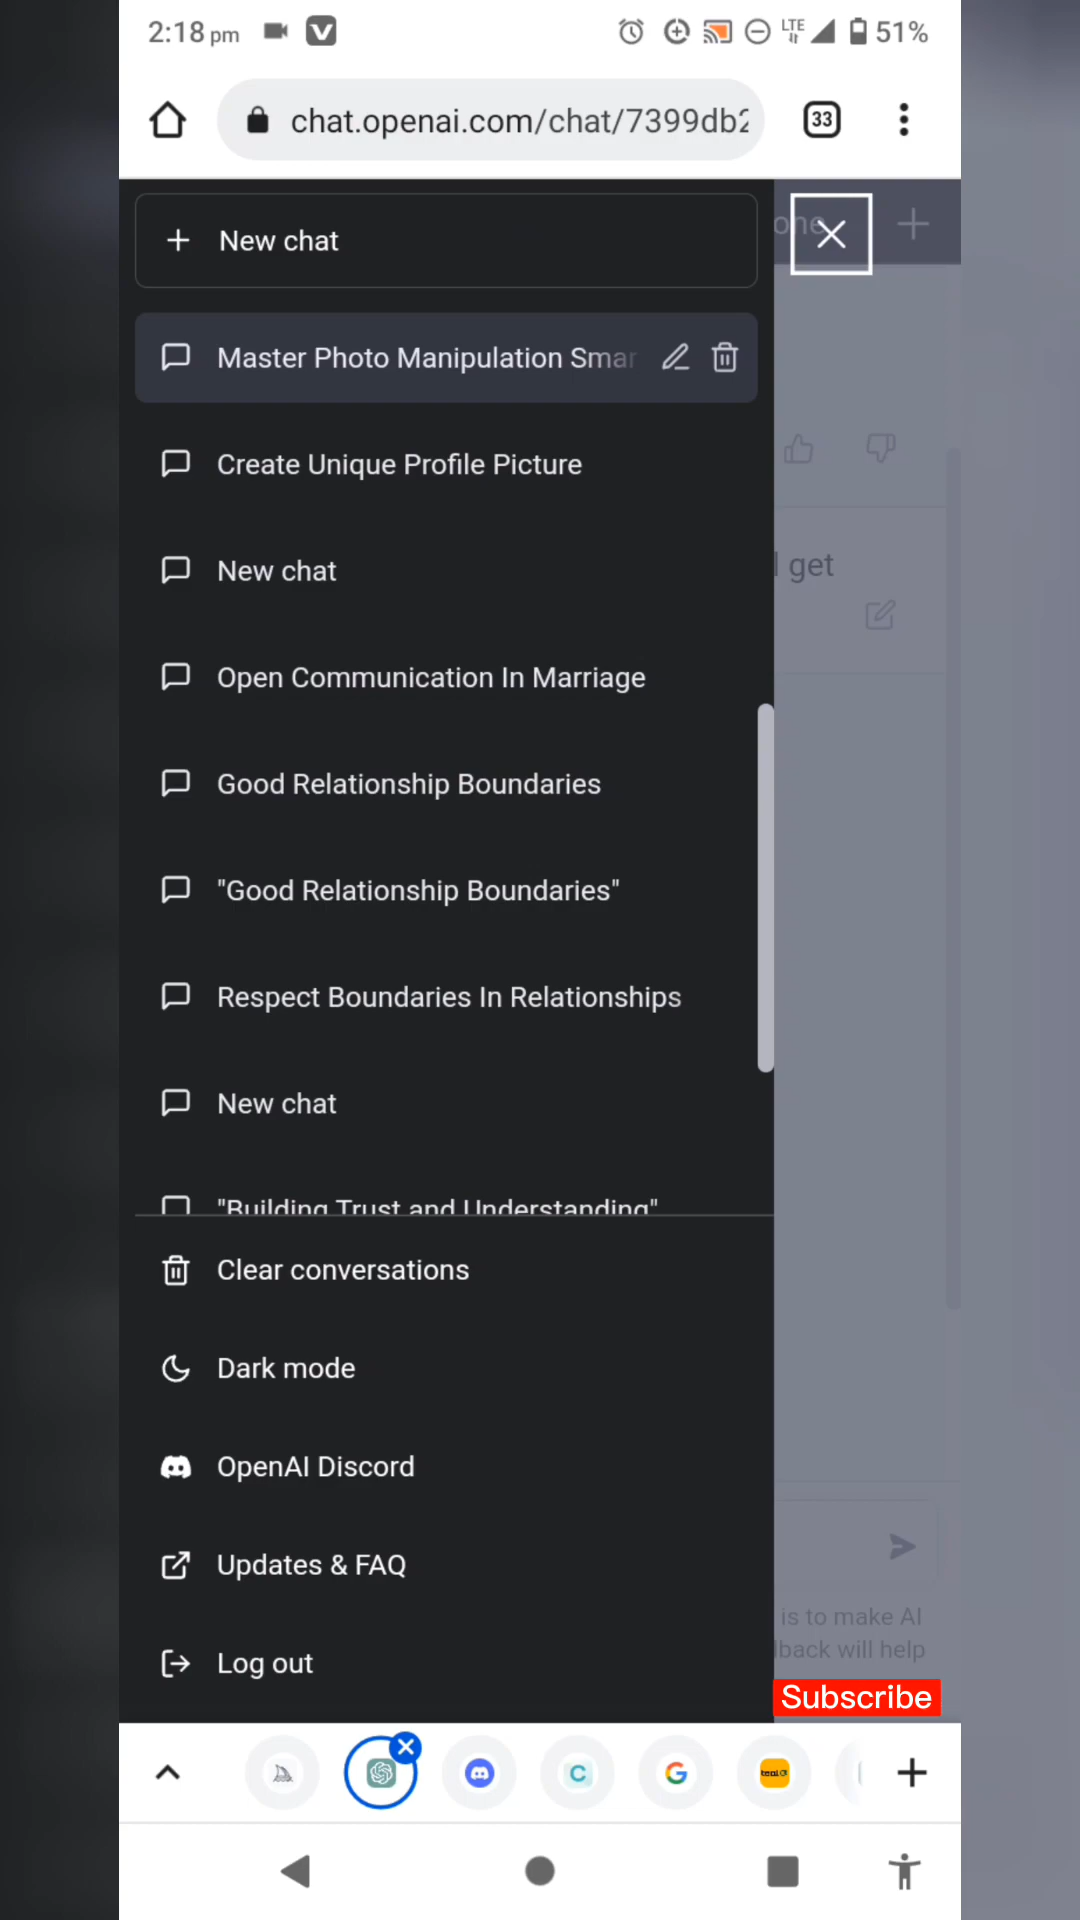 2:18 pm
LTE
51%
chat.openai.com/chat/7399db2
33
New chat
Master Photo Manipulation Smar
Create Unique Profile Picture
New chat
get
Open Communication In Marriage
Good Relationship Boundaries
"Good Relationship Boundaries"
Respect Boundaries In Relationships
New chat
"Building Trust and Understanding"
Clear conversations
Dark mode
OpenAI Discord
Updates & FAQ
is to make AI
will help
Log out
Subscribe